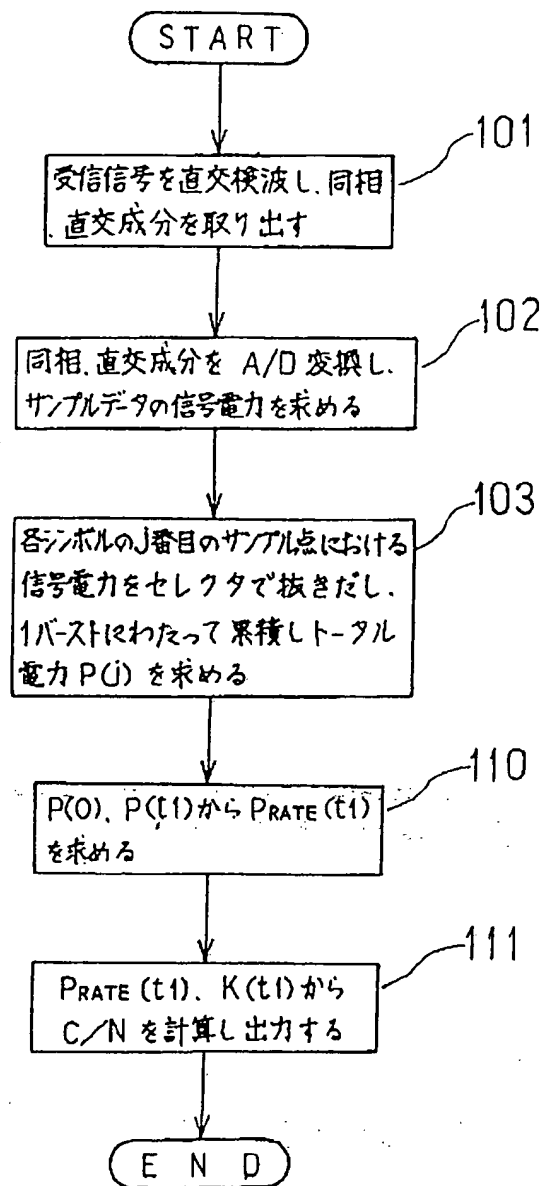 START
101
受信信号を直交検波し、同相
、直交成分を取り出す
102
同相、直交成分を A/D 変換し、
サンプルデータの信号電力を求める
103
各シンボルのj番目のサンプル点における
信号電力をセレクタで抜きだし、
1バーストにわたって累積しトータル
電力 P(j) を求める
110
P(0)、P(t1)から PRATE(t1)
を求める
111
PRATE(t1)、K(t1)から
C/N を計算し出力する
END